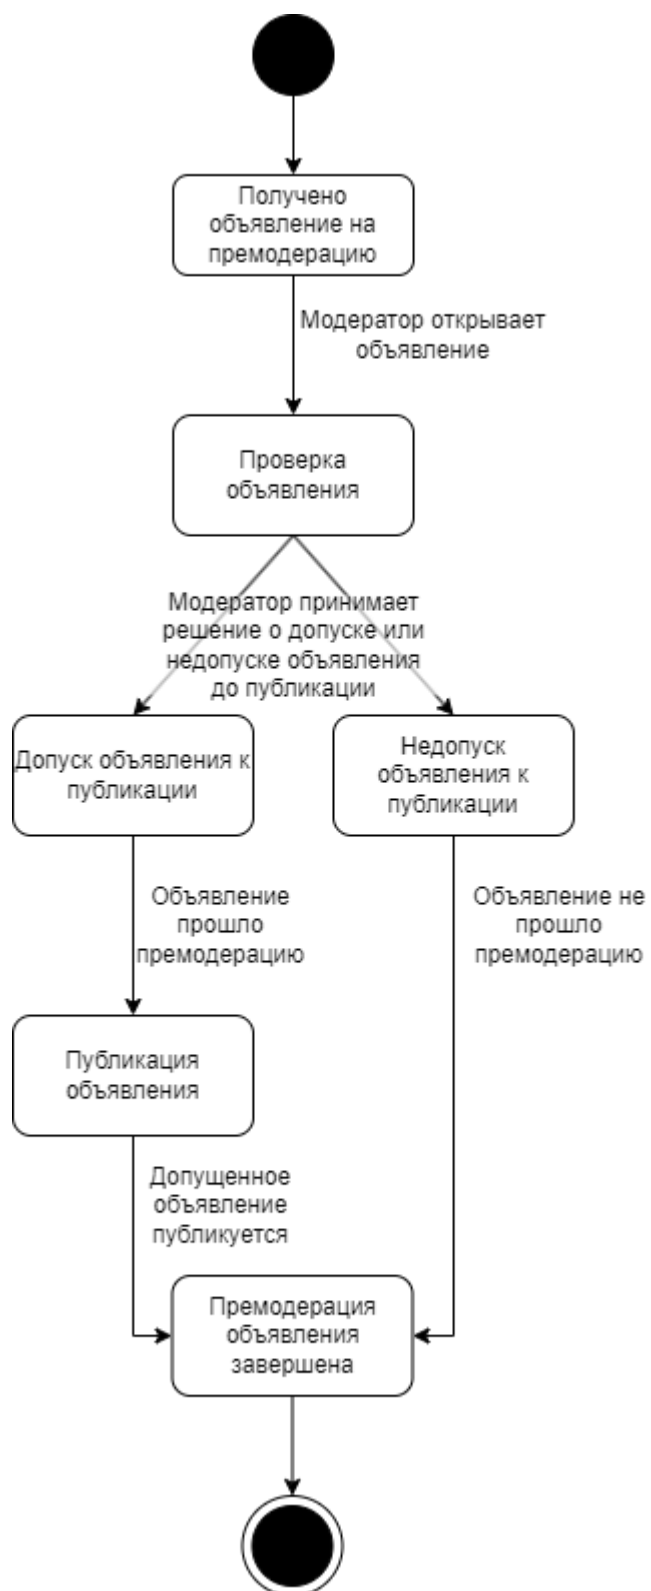 Получено
объявление на
премодерацию
Модератор открывает
объявление
Проверка
объявления
Модератор принимает
решение о допуске или
недопуске объявления
до публикации
Допуск объявления к
публикации
Недопуск
объявления к
публикации
Объявление
прошло
премодерацию
Объявление не
прошло
премодерацию
Публикация
объявления
Допущенное
объявление
публикуется
Премодерация
объявления
завершена